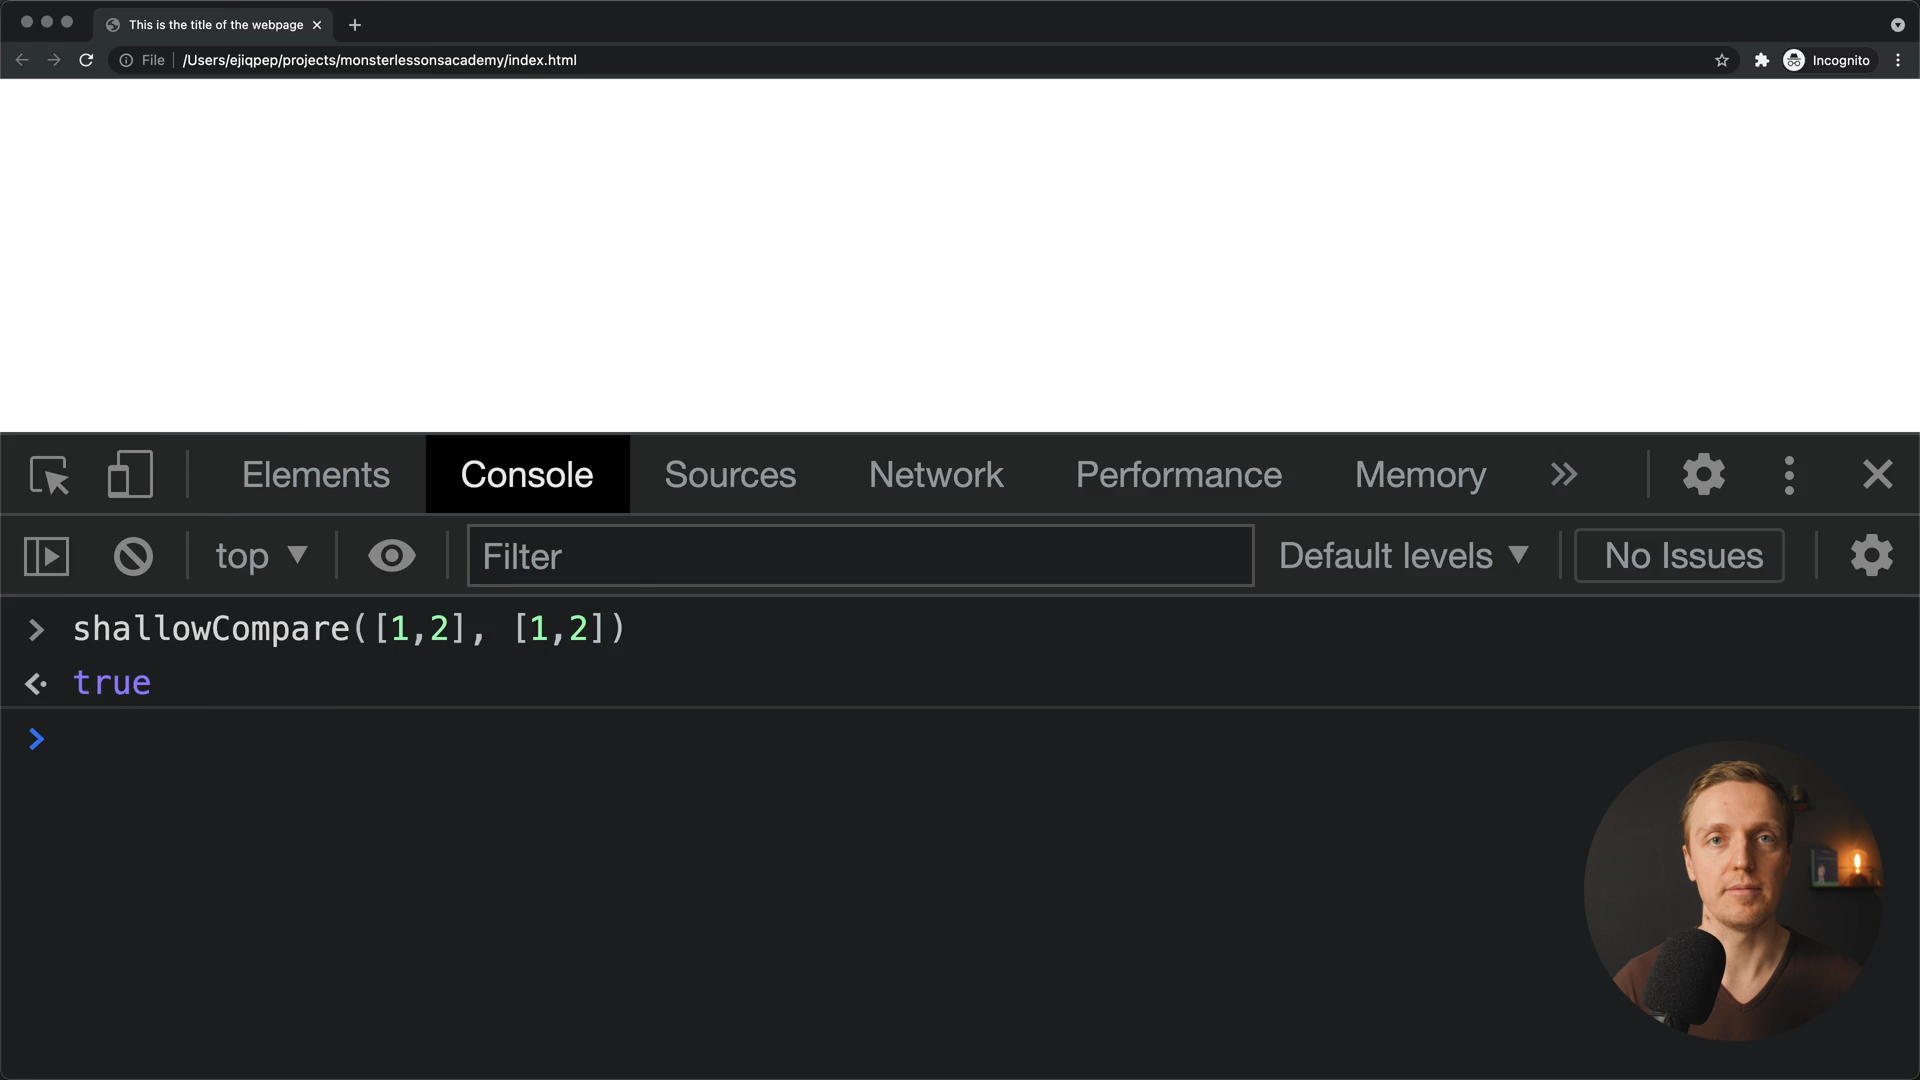 This is the title of the webpage
File /Users/ejiqpep/projects/monsterlessonsacademy/index.html
Incognito
Elements Console Sources Network Performance Memory
top Filter Default levels No Issues
shallowCompare([1,2], [1,2])
true